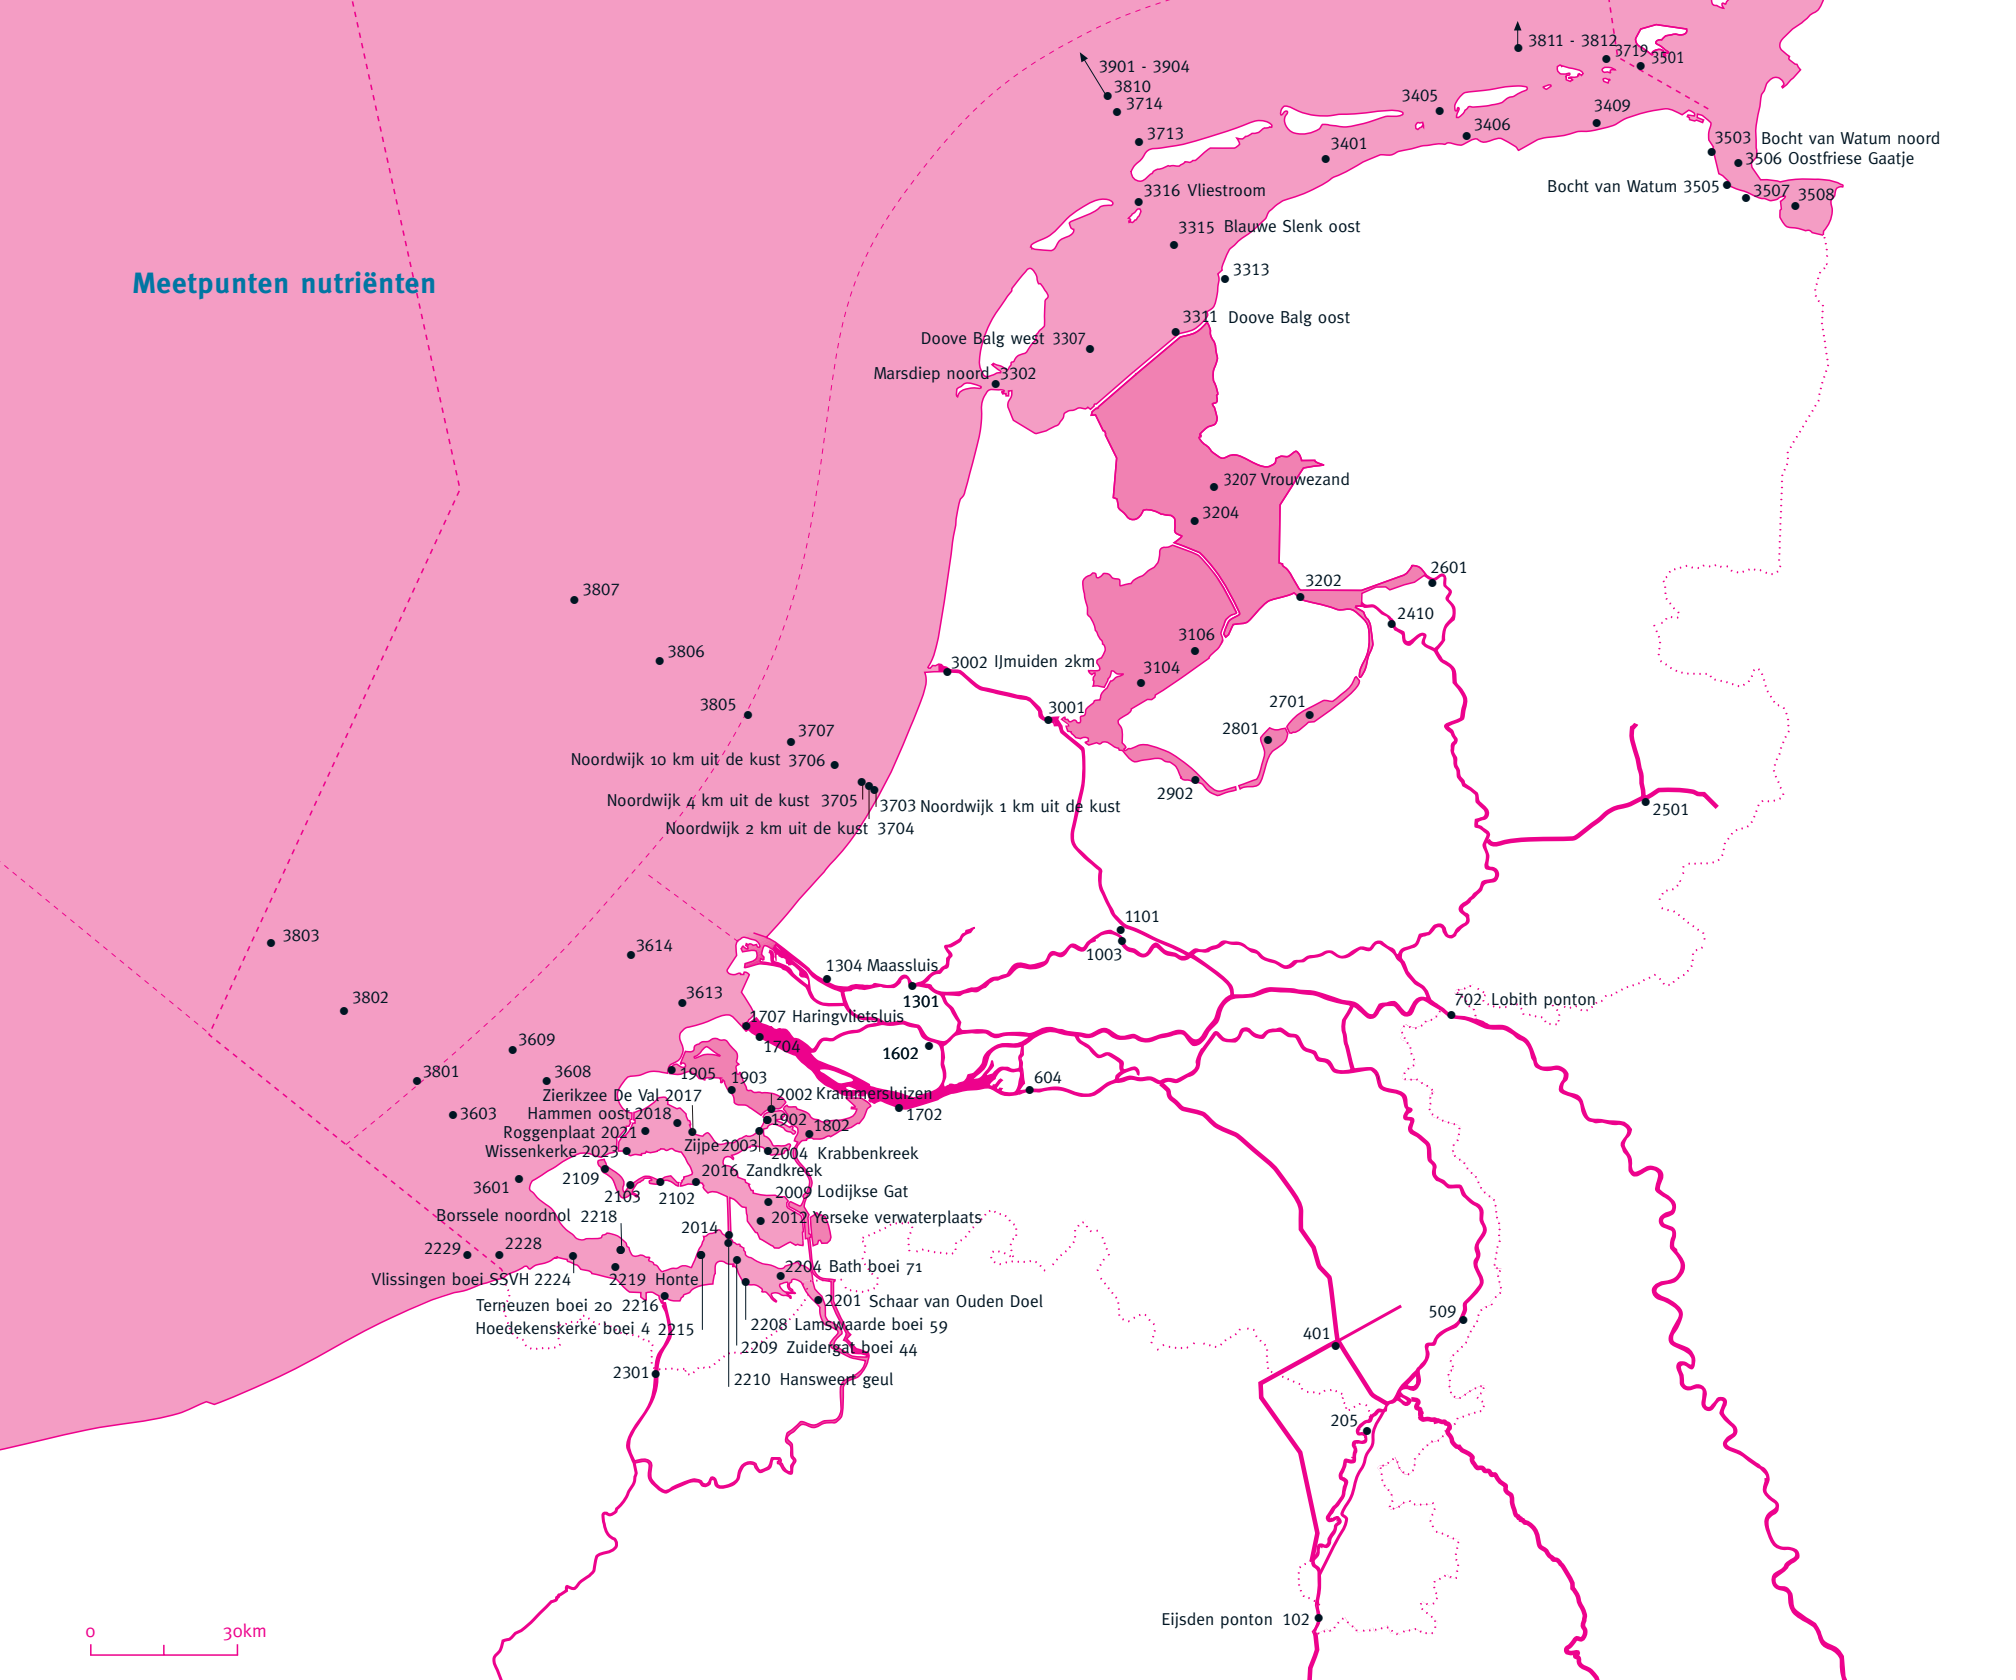 3811 - 3812
3719
3501
3901 - 3904
3810
3714
3405
3409
3713
3406
3401
3503 Bocht van Watum noord
3506 Oostfriese Gaatje
Bocht van Watum 3505
3507
3508
3316 Vliestroom
3315 Blauwe Slenk oost
3313
Meetpunten nutriënten
3311 Doove Balg oost
Doove Balg west 3307
Marsdiep noord 3302
3207 Vrouwezand
3204
2601
3202
3807
2410
3106
3806
3002 IJmuiden 2km
3104
3805
2701
3001
3707
2801
Noordwijk 10 km uit de kust 3706
2902
Noordwijk 4 km uit de kust 3705
3703 Noordwijk 1 km uit de kust
2501
Noordwijk 2 km uit de kust 3704
1101
3803
3614
1003
1304 Maassluis
3802
3613
1301
702 Lobith ponton
1707 Haringvlietsluis
3609
1704
1602
3801
3608
1905
1903
604
Zierikzee De Val 2017
2002 Krammersluizen
3603
Hammen oost 2018
1902
1702
Roggenplaat 2021
1802
Zijpe 2003
Wissenkerke 2023
2004 Krabbenkreek
2109
2016 Zandkreek
3601
2103
2102
2009 Lodijkse Gat
Borssele noordnol 2218
2012 Yerseke verwaterplaats
2014
2229
2228
2204 Bath boei 71
Vlissingen boei SSVH 2224
2219 Honte
2201 Schaar van Ouden Doel
Terneuzen boei 20 2216
509
Hoedekenskerke boei 4 2215
2208 Lamswaarde boei 59
401
2209 Zuidergat boei 44
2301
2210 Hansweert geul
205
Eijsden ponton 102
0 30km